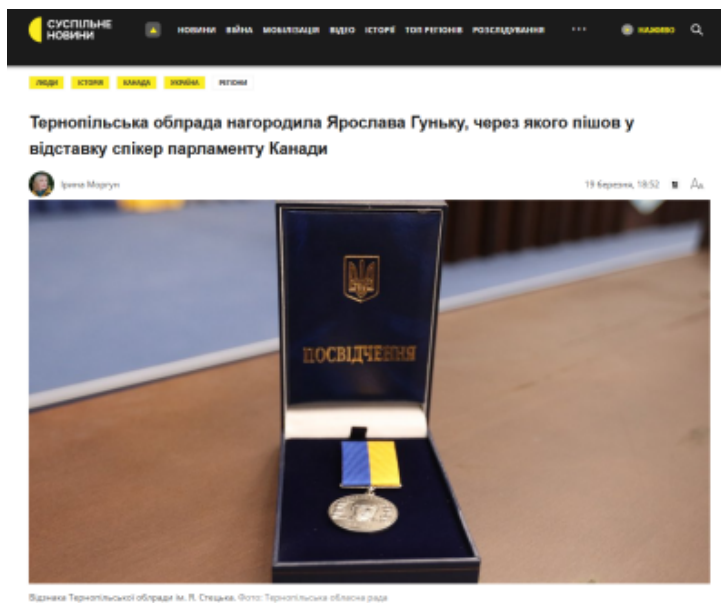 СУСПІЛЬНЕ
НОВИНИ
НОВИНИ ВІЙНА МОБІЛІЗАЦІЯ ВІДЕО ІСТОРІЇ ТОП РЕГІОНІВ РОЗСЛІДУВАННЯ ... НАЖИВО
ЛЮДИ ІСТОРІЯ КАНАДА УКРАЇНА РЕГІОНИ
Тернопільська облрада нагородила Ярослава Гуньку, через якого пішов у
відставку спікер парламенту Канади
Ірина Моргун 19 березня, 18:52 Аа
ПОСВІДЧЕННЯ
Відзнака Тернопільської облради ім. Я. Стецька. Фото: Тернопільська обласна рада